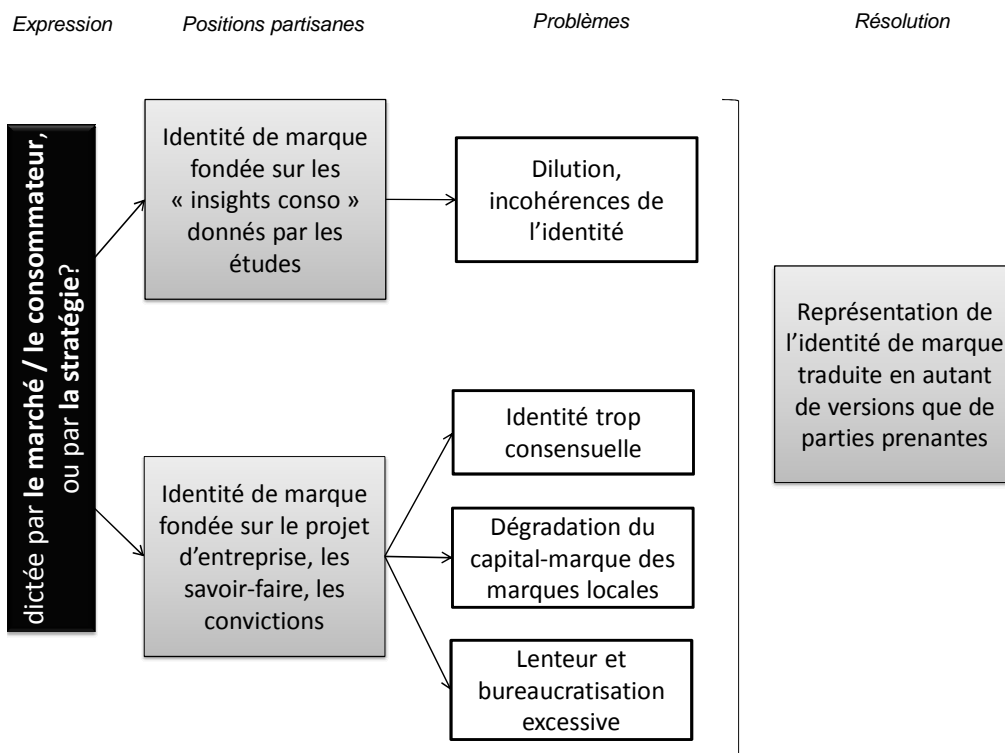 Expression
Positions partisanes
Problèmes
Résolution
dictée par le marché / le consommateur,
ou par la stratégie?
Identité de marque
fondée sur les
« insights conso »
donnés par les
études
Dilution,
incohérences de
l’identité
Identité de marque
fondée sur le projet
d’entreprise, les
savoir-faire, les
convictions
Identité trop
consensuelle
Dégradation du
capital-marque des
marques locales
Lenteur et
bureaucratisation
excessive
Représentation de
l’identité de marque
traduite en autant
de versions que de
parties prenantes